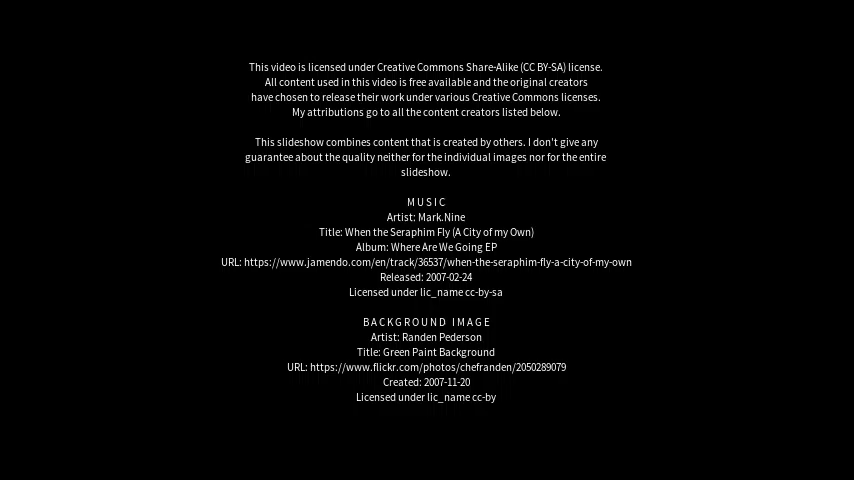 This video is licensed under Creative Commons Share-Alike (CC BY-SA) license.
All content used in this video is free available and the original creators
have chosen to release their work under various Creative Commons licenses.
My attributions go to all the content creators listed below.
This slideshow combines content that is created by others. I don't give any
guarantee about the quality neither for the individual images nor for the entire
slideshow.
MUSIC
Artist: Mark.Nine
Title: When the Seraphim Fly (A City of my Own)
Album: Where Are We Going EP
URL: https://www.jamendo.com/en/track/36537/when-the-seraphim-fly-a-city-of-my-own
Released: 2007-02-24
Licensed under lic_name cc-by-sa
BACKGROUND IMAGE
Artist: Randen Pederson
Title: Green Paint Background
URL: https://www.flickr.com/photos/chefranden/2050289079
Created: 2007-11-20
Licensed under lic_name cc-by